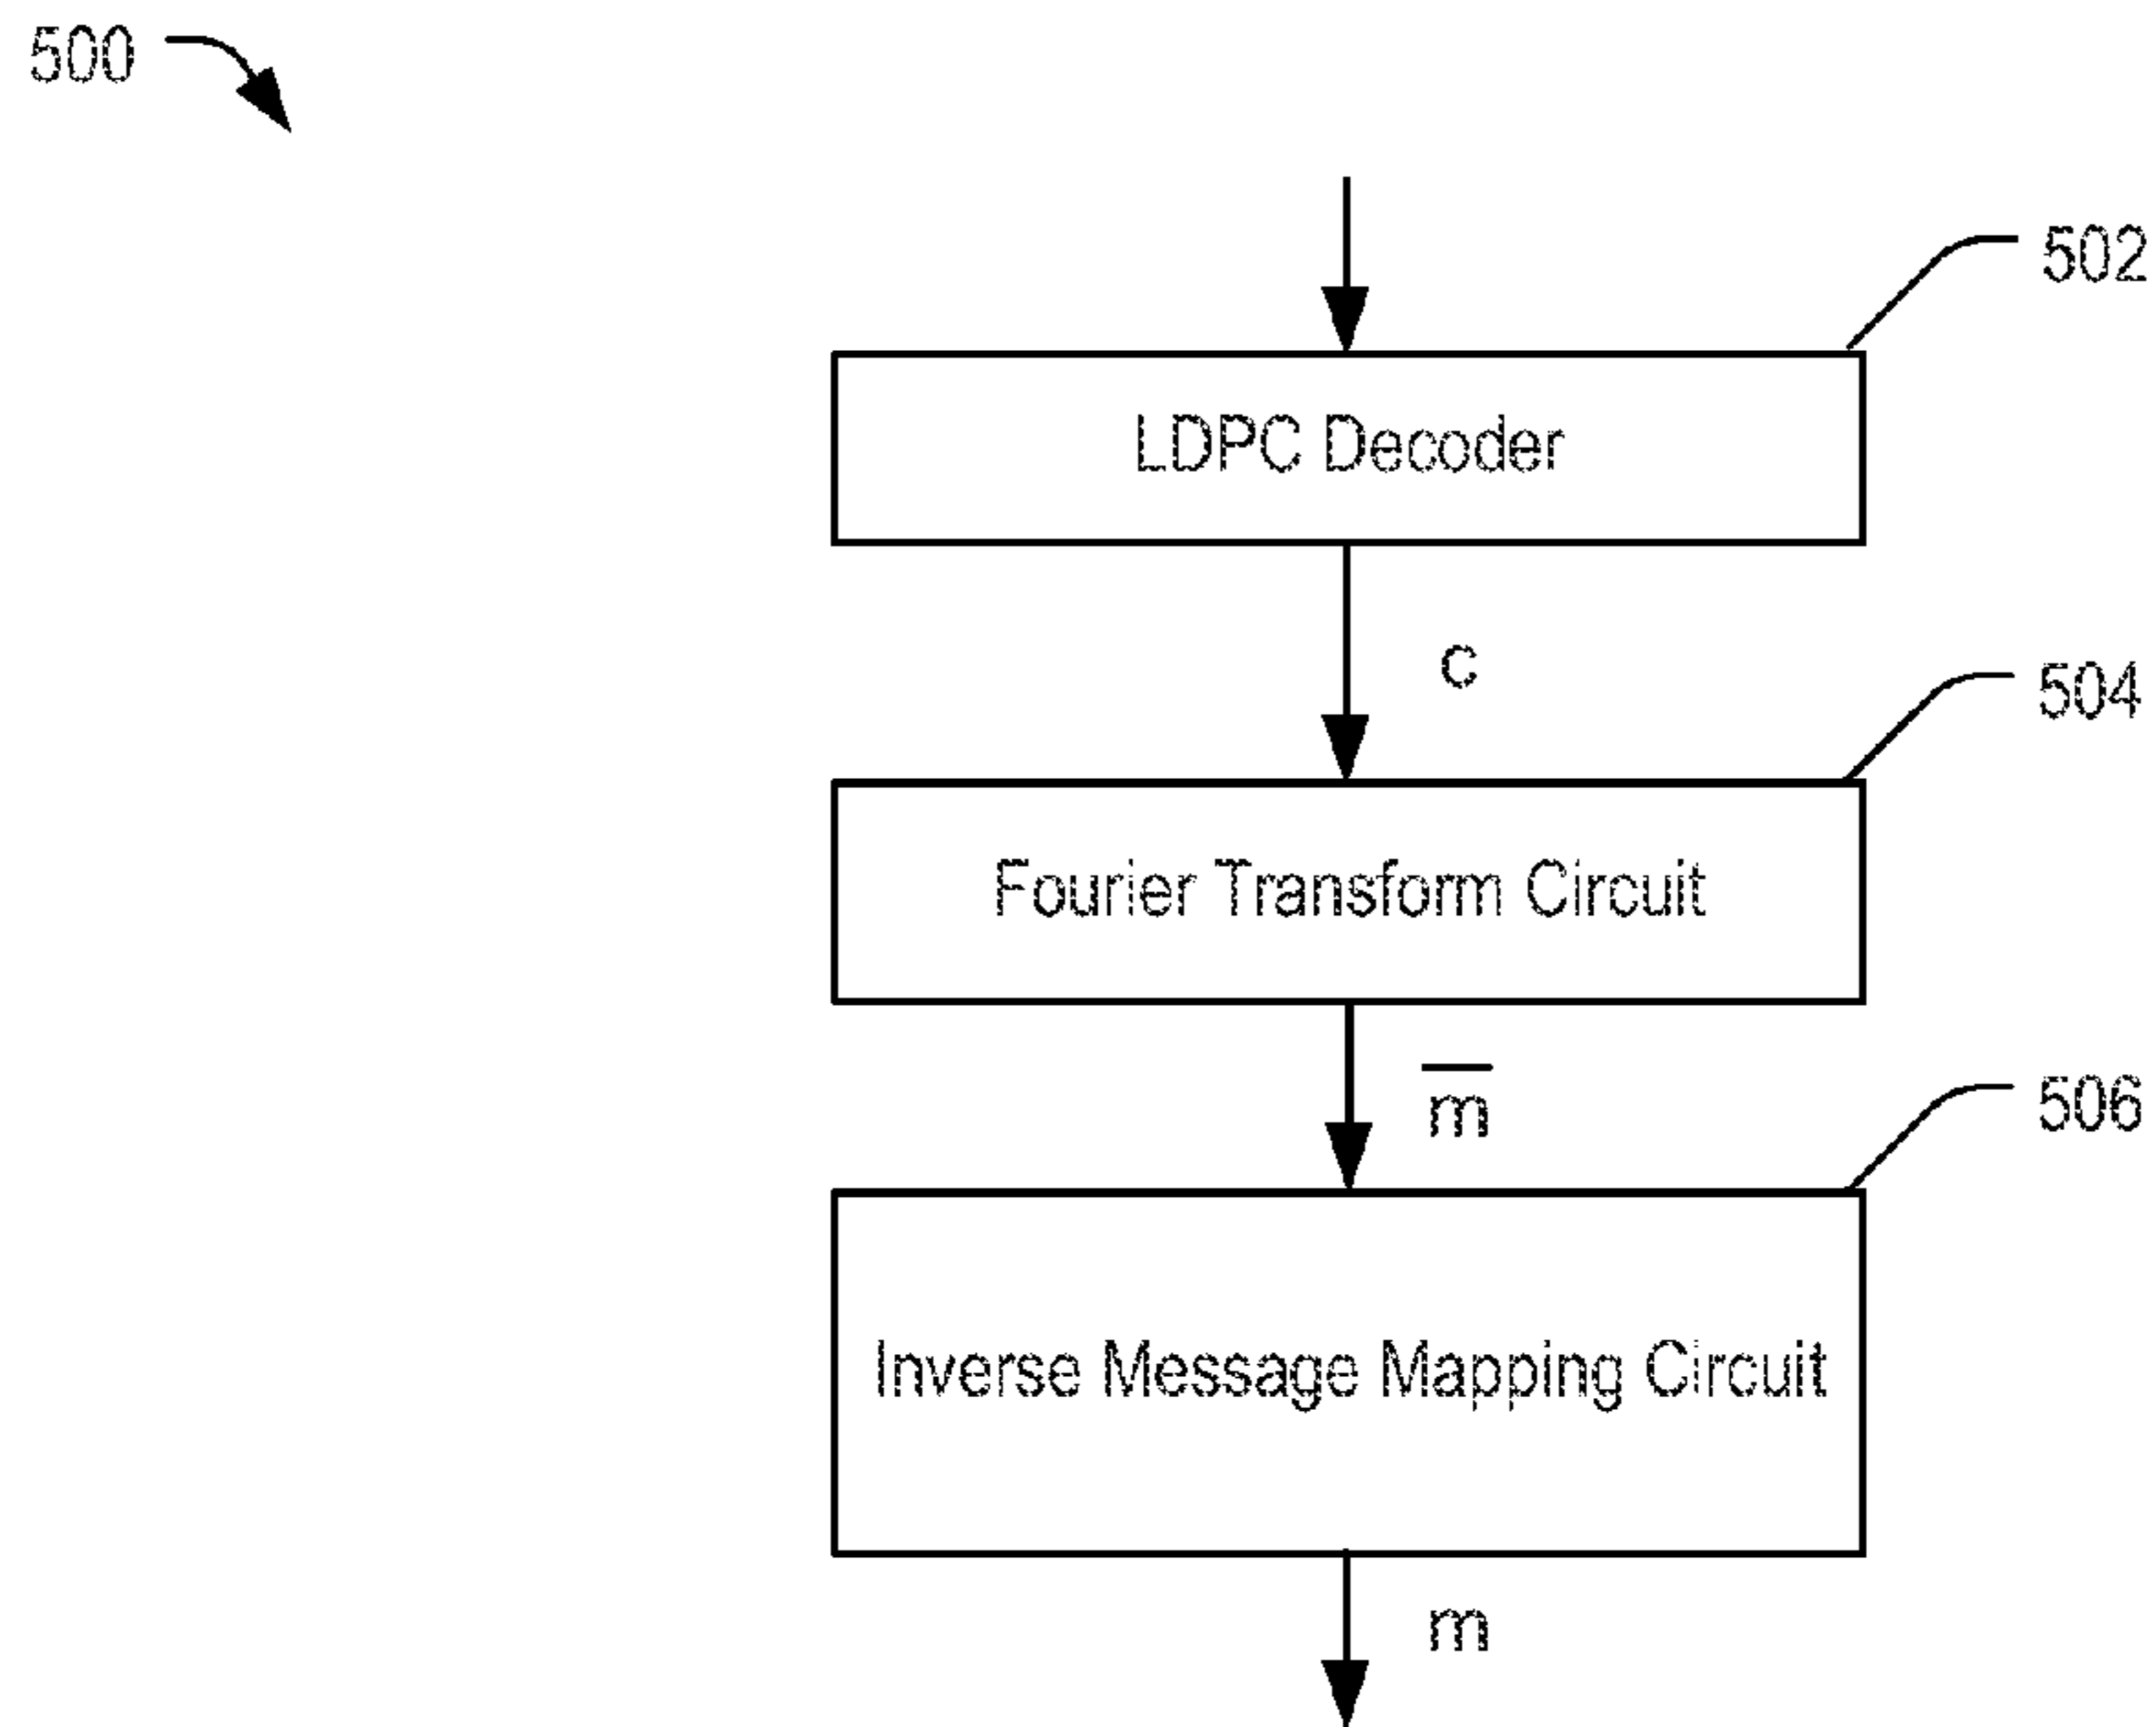 500
502
LDPC Decoder
c
504
Fourier Transform Circuit
m̅
506
Inverse Message Mapping Circuit
m